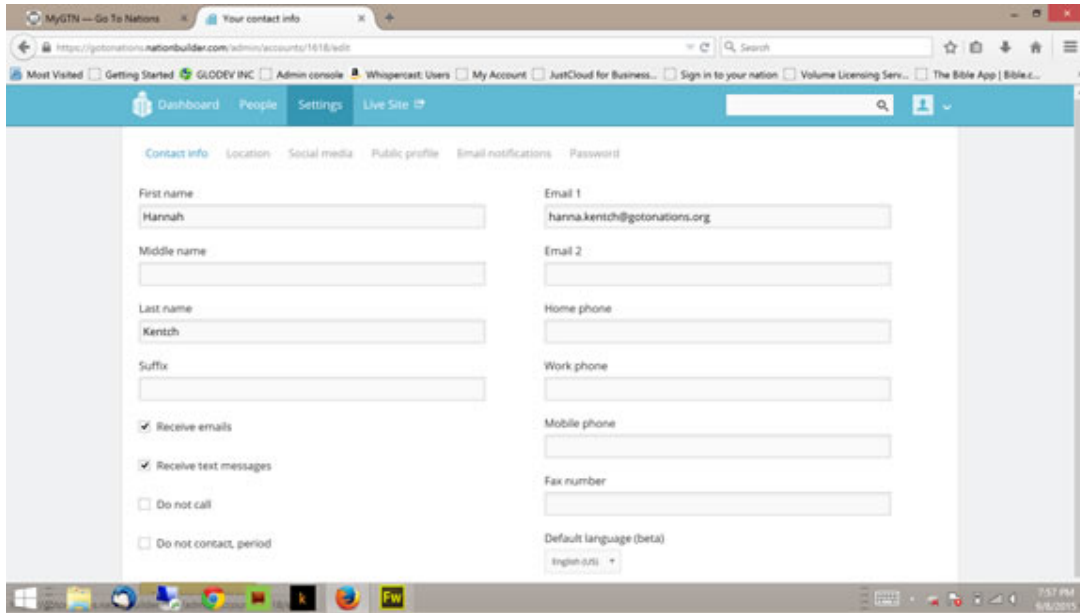 MyGTN — Go To Nations
Your contact info
https://gotonations.nationbuilder.com/admin/accounts/1618/edit
Search
Most Visited Getting Started GLODEV INC Admin console Whispercast: Users My Account JustCloud for Business... Sign in to your nation Volume Licensing Serv... The Bible App | Bible.c...
Dashboard People Settings Live Site
Contact info Location Social media Public profile Email notifications Password
First name
Hannah
Email 1
hanna.kentch@gotonations.org
Middle name
Email 2
Last name
Kentch
Home phone
Suffix
Work phone
Receive emails
Mobile phone
Receive text messages
Fax number
Do not call
Do not contact, period
Default language (beta)
English (US)
k
Fw
7:57 PM